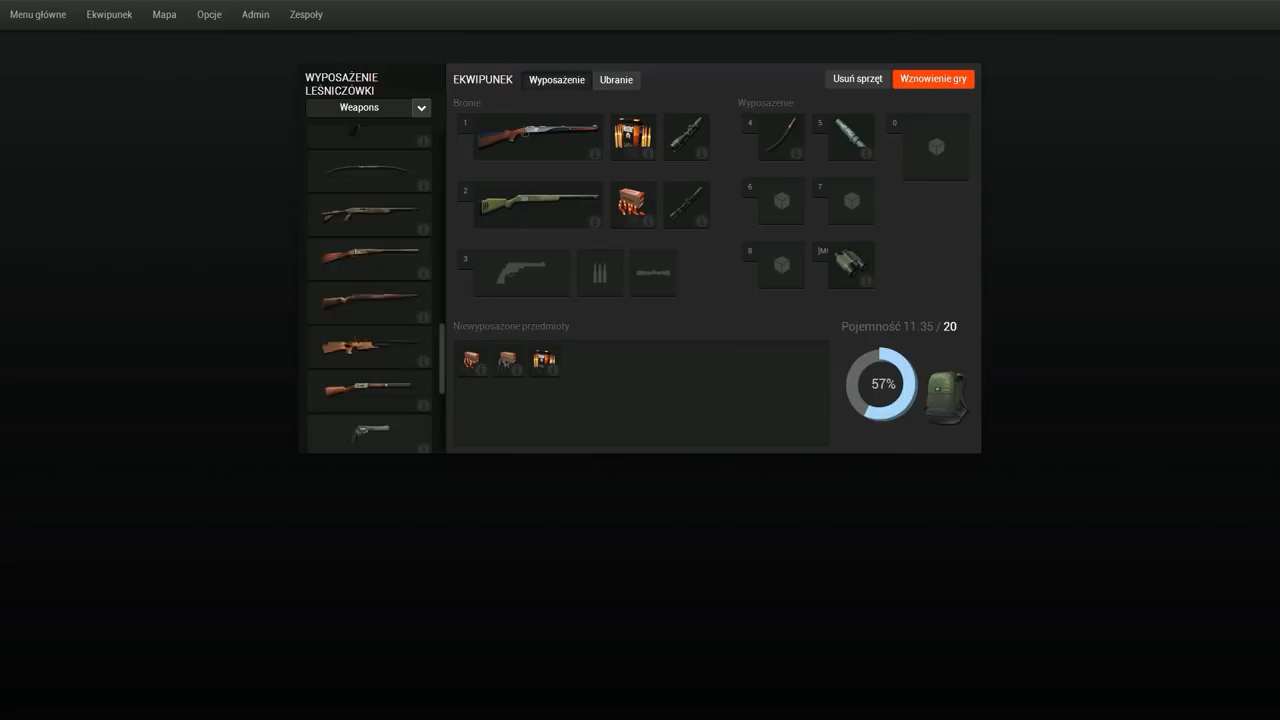 Menu główne Ekwipunek Mapa Opcje Admin Zespoły
WYPOSAŻENIE
LEŚNICZÓWKI
Weapons
EKWIPUNEK Wyposażenie Ubranie Usuń sprzęt Wznowienie gry
Bronie Wyposażenie
1 4 5 0
2 6 7
3 8 [M
Niewyposażone przedmioty
Pojemność 11.35 / 20
57%